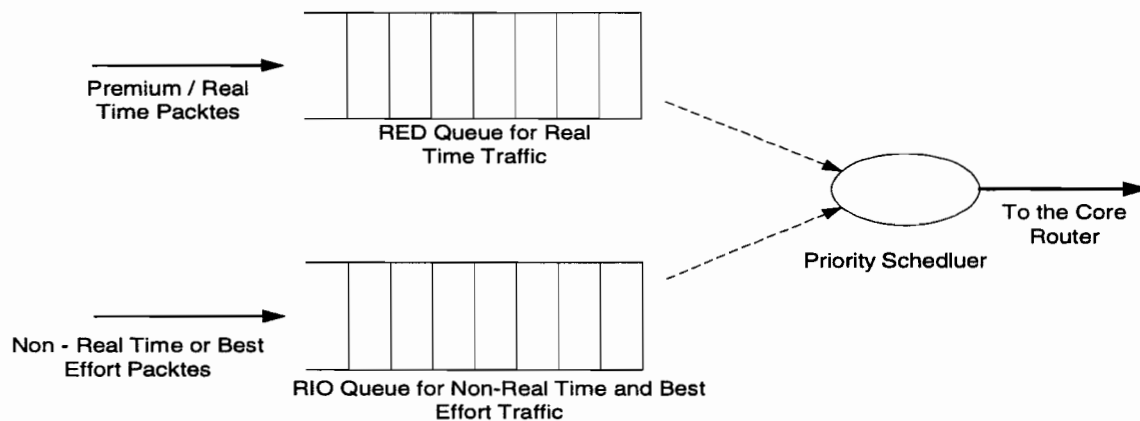 Premium / Real
Time Packtes
RED Queue for Real
Time Traffic
To the Core
Router
Priority Schedluer
Non - Real Time or Best
Effort Packtes
RIO Queue for Non-Real Time and Best
Effort Traffic